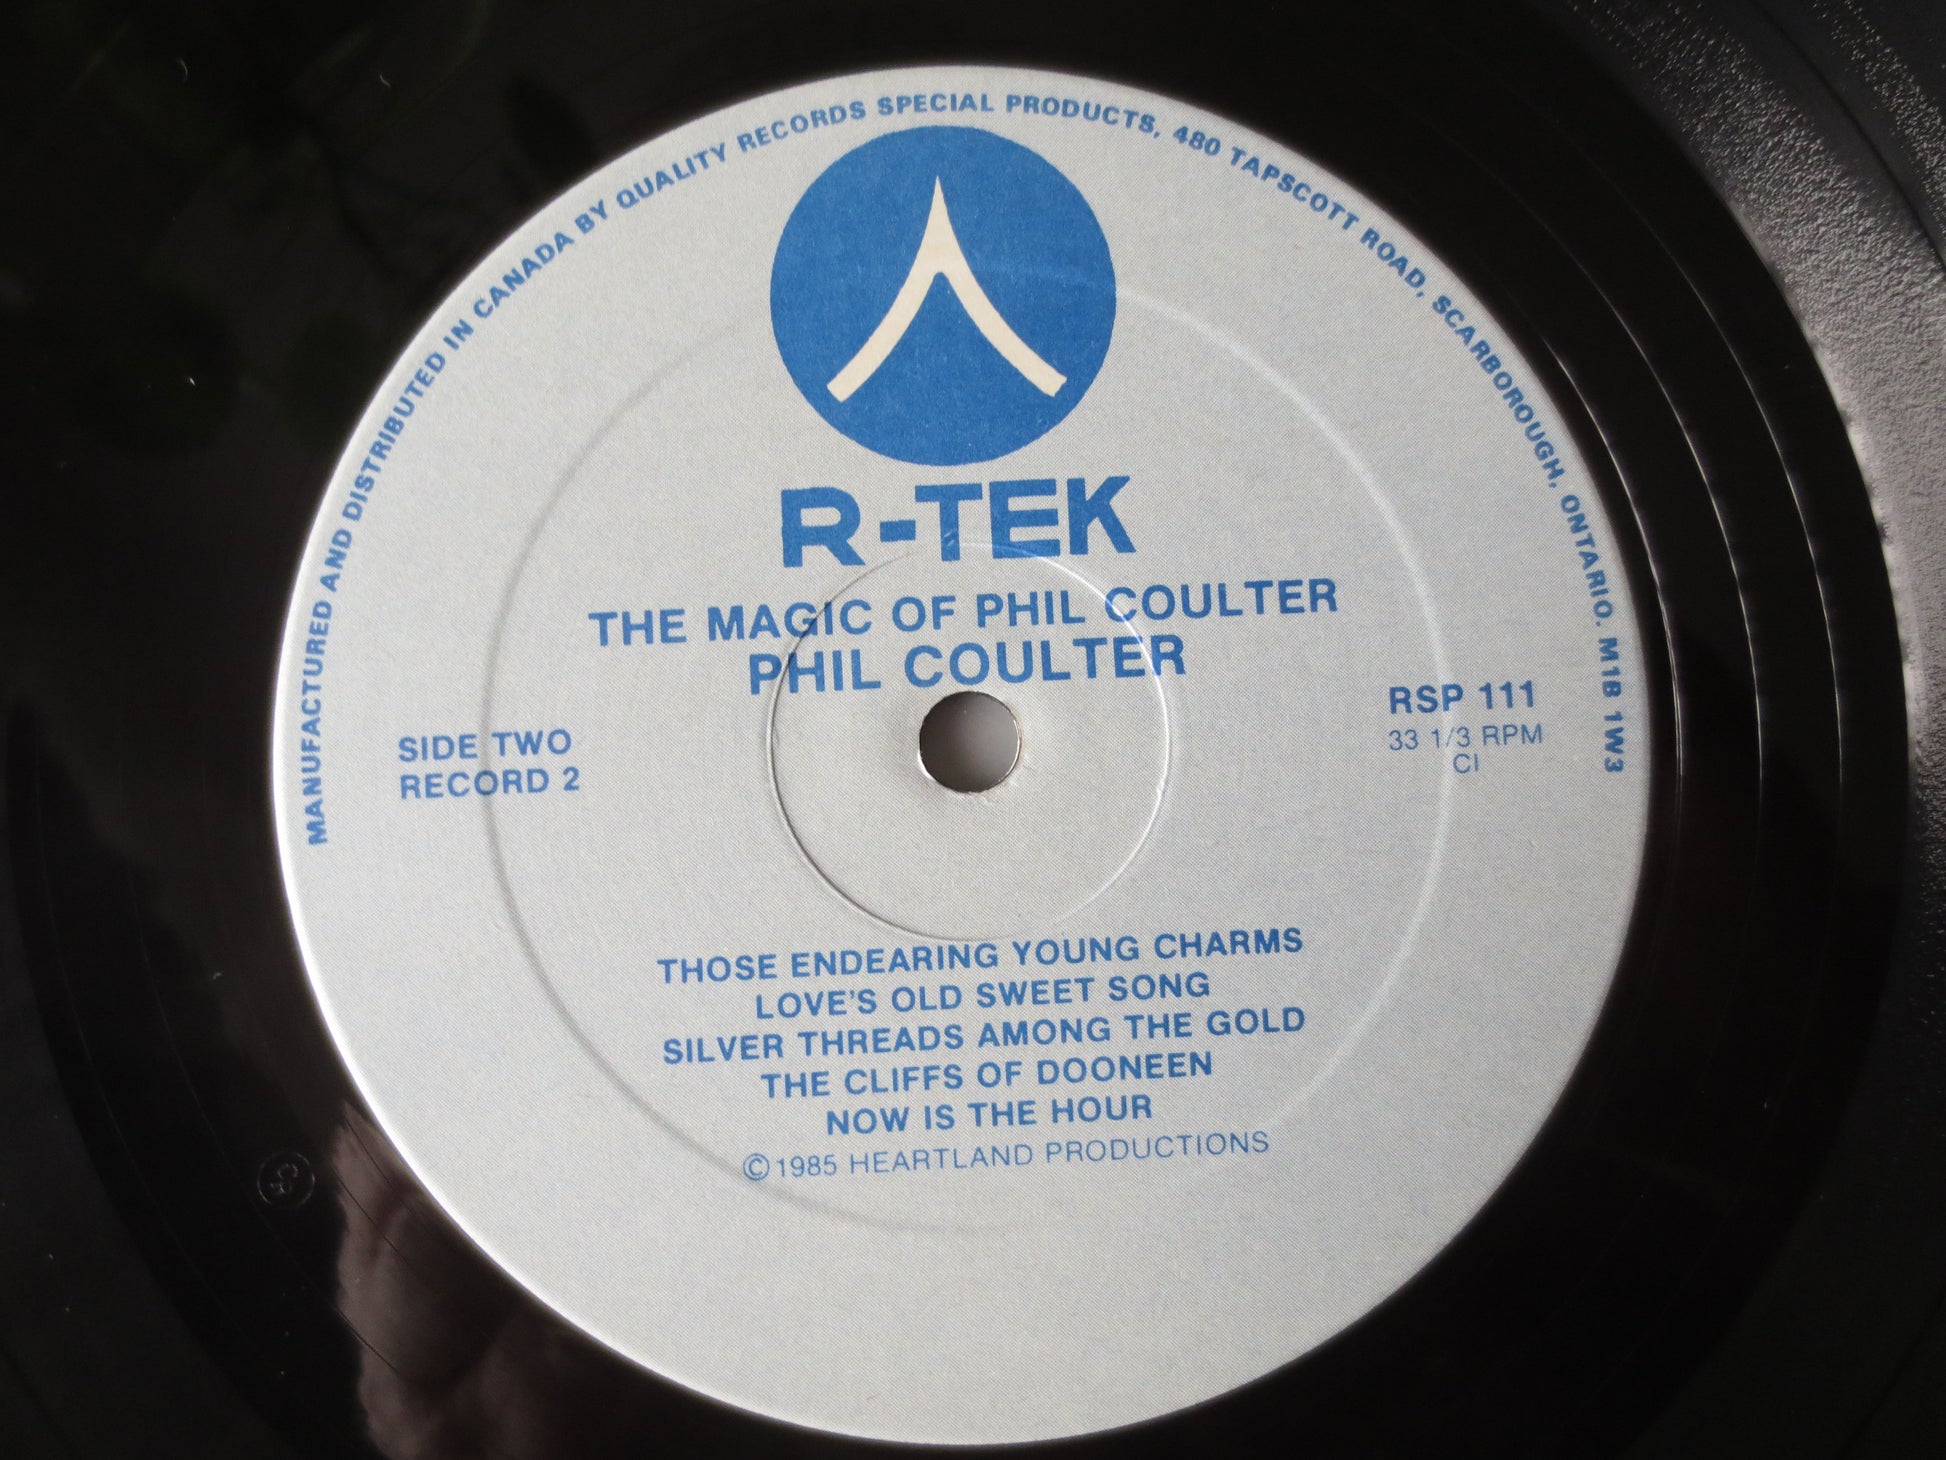 MANUFACTURED AND DISTRIBUTED IN CANADA BY QUALITY RECORDS SPECIAL PRODUCTS, 480 TAPSCOTT ROAD, SCARBOROUGH, ONTARIO. M1B 1W3
R-TEK
THE MAGIC OF PHIL COULTER
PHIL COULTER
SIDE TWO
RECORD 2
RSP 111
33 1/3 RPM
CI
THOSE ENDEARING YOUNG CHARMS
LOVE'S OLD SWEET SONG
SILVER THREADS AMONG THE GOLD
THE CLIFFS OF DOONEEN
NOW IS THE HOUR
©1985 HEARTLAND PRODUCTIONS